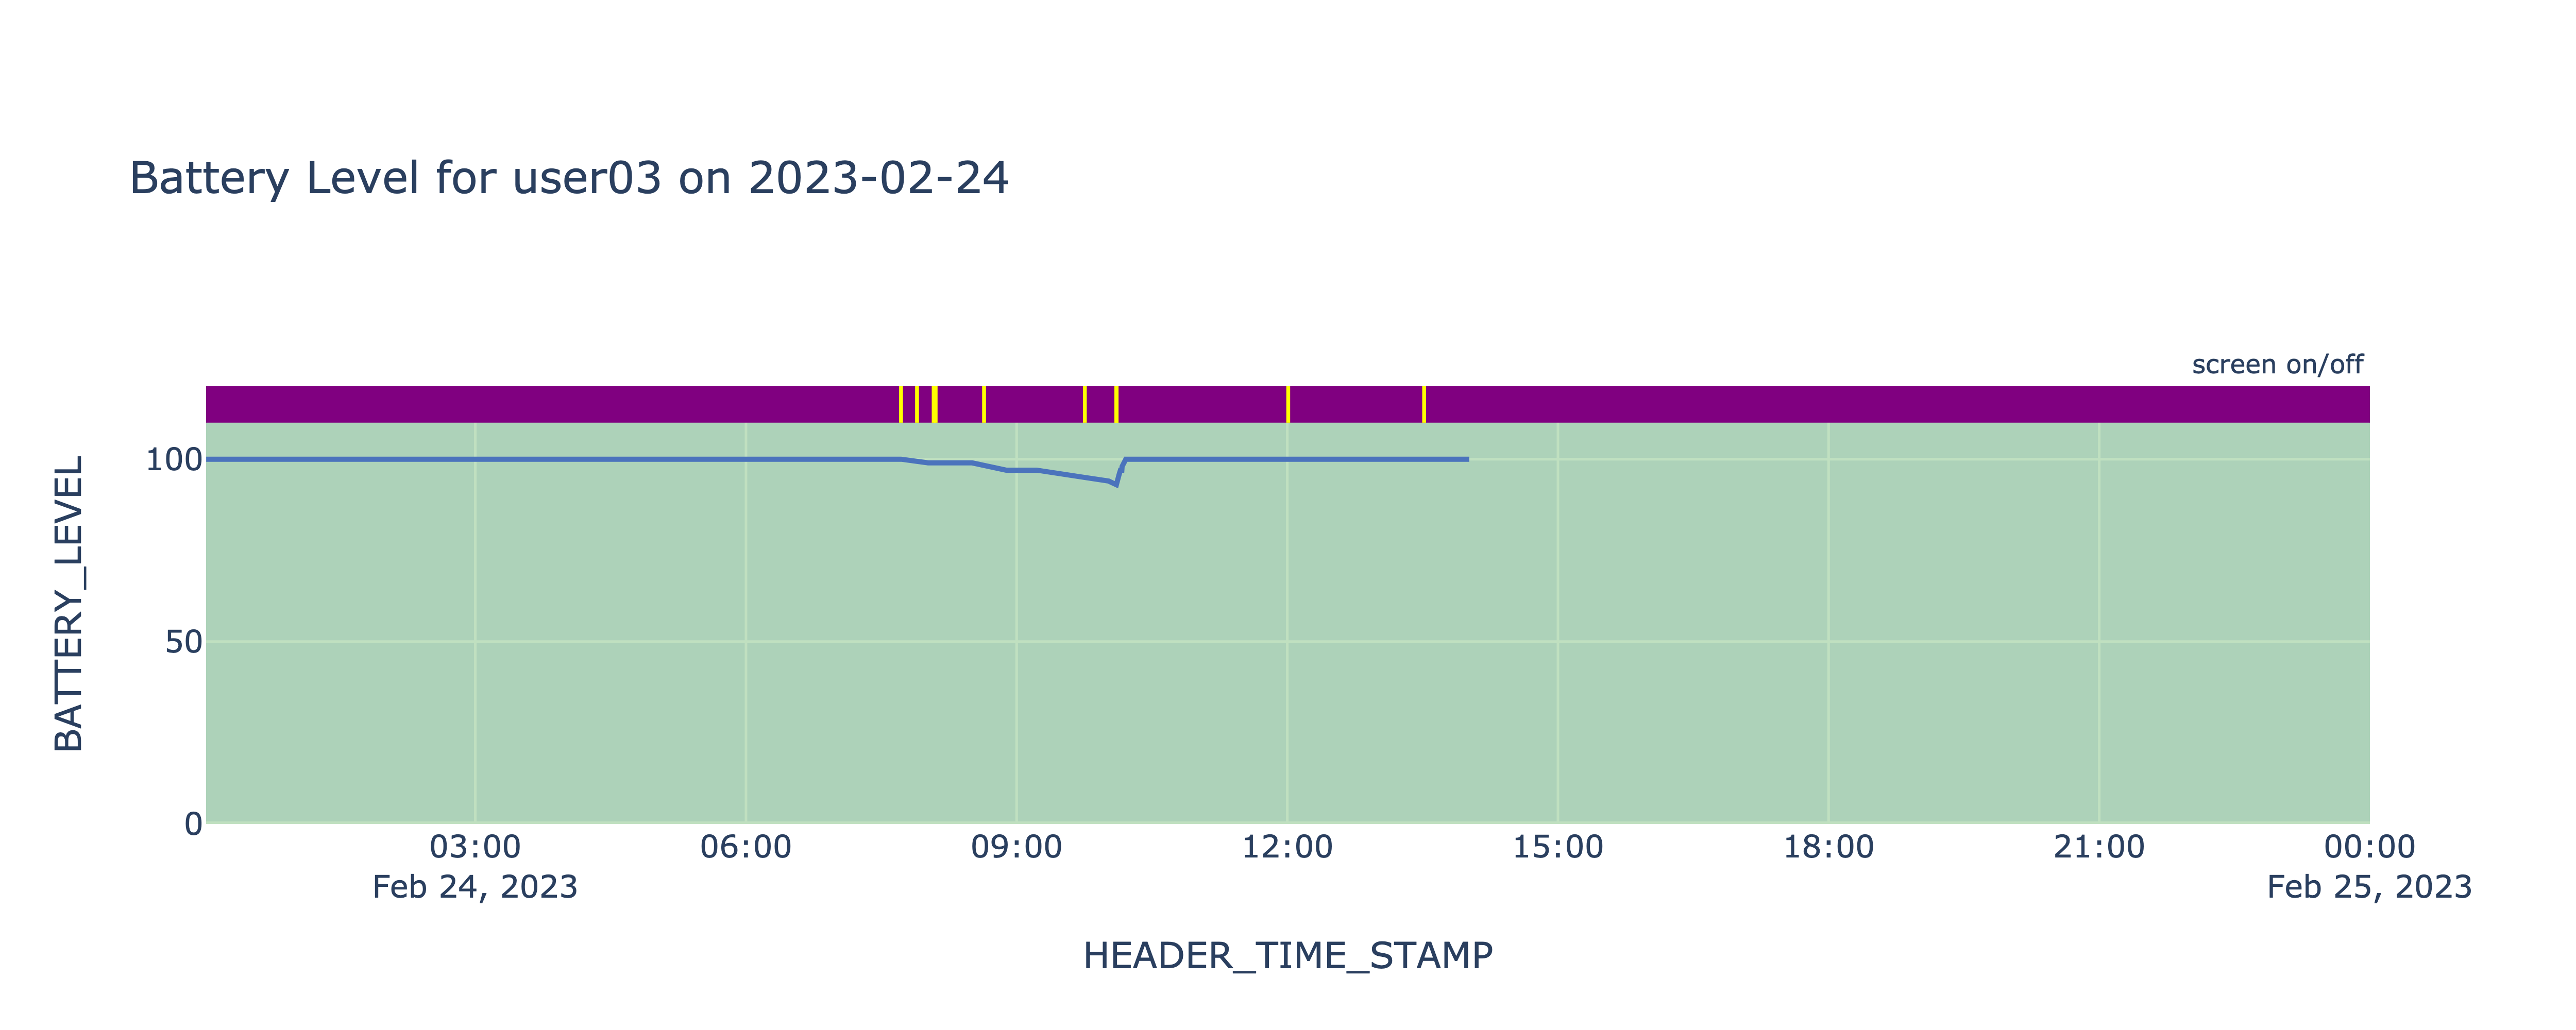 Battery Level for user03 on 2023-02-24
screen on/off
BATTERY_LEVEL
100
50
0
03:00 06:00 09:00 12:00 15:00 18:00 21:00 00:00
Feb 24, 2023 Feb 25, 2023
HEADER_TIME_STAMP